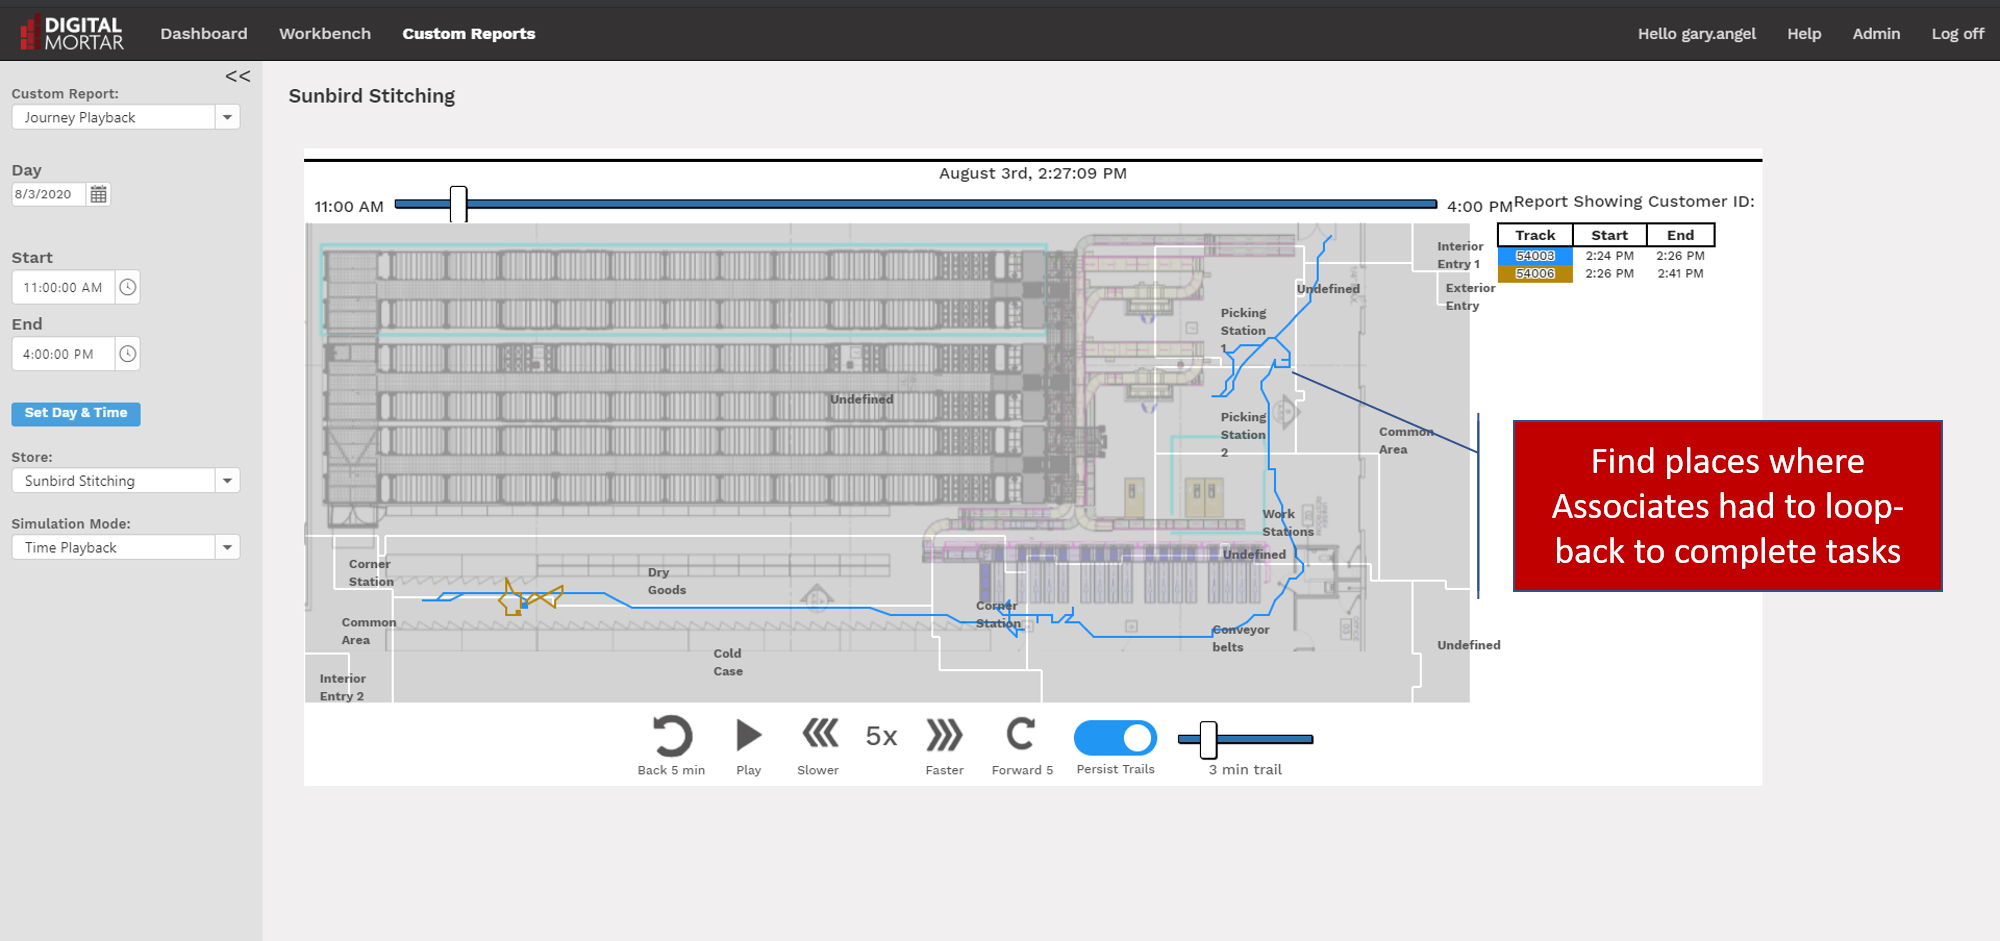 DIGITAL
MORTAR
Dashboard
Workbench
Custom Reports
Hello gary.angel
Help
Admin
Log off
<<
Custom Report:
Journey Playback
Day
8/3/2020
Start
11:00:00 AM
End
4:00:00 PM
Set Day & Time
Store:
Sunbird Stitching
Simulation Mode:
Time Playback
Sunbird Stitching
August 3rd, 2:27:09 PM
11:00 AM
4:00 PM
Report Showing Customer ID:
Track Start End
54003 2:24 PM 2:26 PM
54006 2:26 PM 2:41 PM
Interior
Entry 1
Exterior
Entry
Undefined
Picking
Station
1
Undefined
Picking
Station
2
Common
Area
Work
Stations
Undefined
Corner
Station
Dry
Goods
Corner
Station
Common
Area
Conveyor
belts
Undefined
Cold
Case
Interior
Entry 2
Find places where
Associates had to loop-
back to complete tasks
5x
Back 5 min
Play
Slower
Faster
Forward 5
Persist Trails
3 min trail